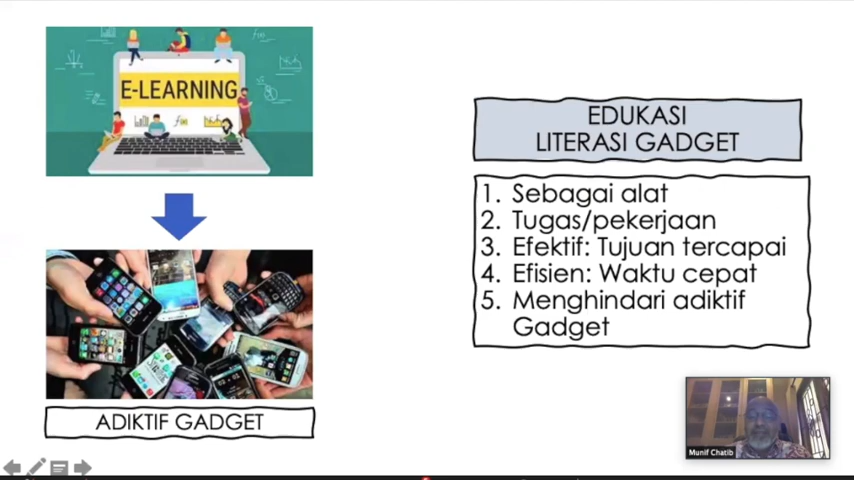 E-LEARNING
ADIKTIF GADGET
EDUKASI
LITERASI GADGET
1. Sebagai alat
2. Tugas/pekerjaan
3. Efektif: Tujuan tercapai
4. Efisien: Waktu cepat
5. Menghindari adiktif
Gadget
Munif Chatib